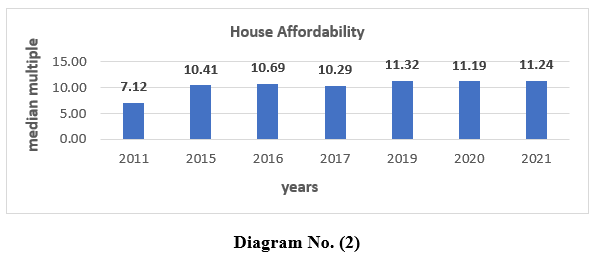 House Affordability
median multiple
15.00
10.00
5.00
0.00
7.12 10.41 10.69 10.29 11.32 11.19 11.24
2011 2015 2016 2017 2019 2020 2021
years
Diagram No. (2)